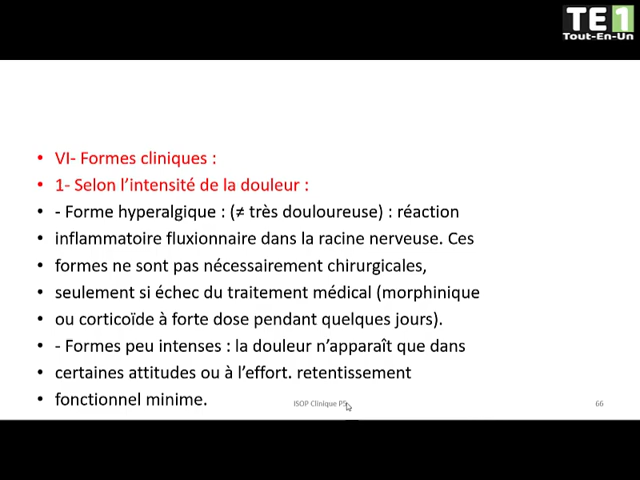 TE1
Tout-En-Un
• VI- Formes cliniques :
• 1- Selon l’intensité de la douleur :
• - Forme hyperalgique : (≠ très douloureuse) : réaction
• inflammatoire fluxionnaire dans la racine nerveuse. Ces
• formes ne sont pas nécessairement chirurgicales,
• seulement si échec du traitement médical (morphinique
• ou corticoïde à forte dose pendant quelques jours).
• - Formes peu intenses : la douleur n’apparaît que dans
• certaines attitudes ou à l’effort. retentissement
• fonctionnel minime.
ISOP Clinique P5
66